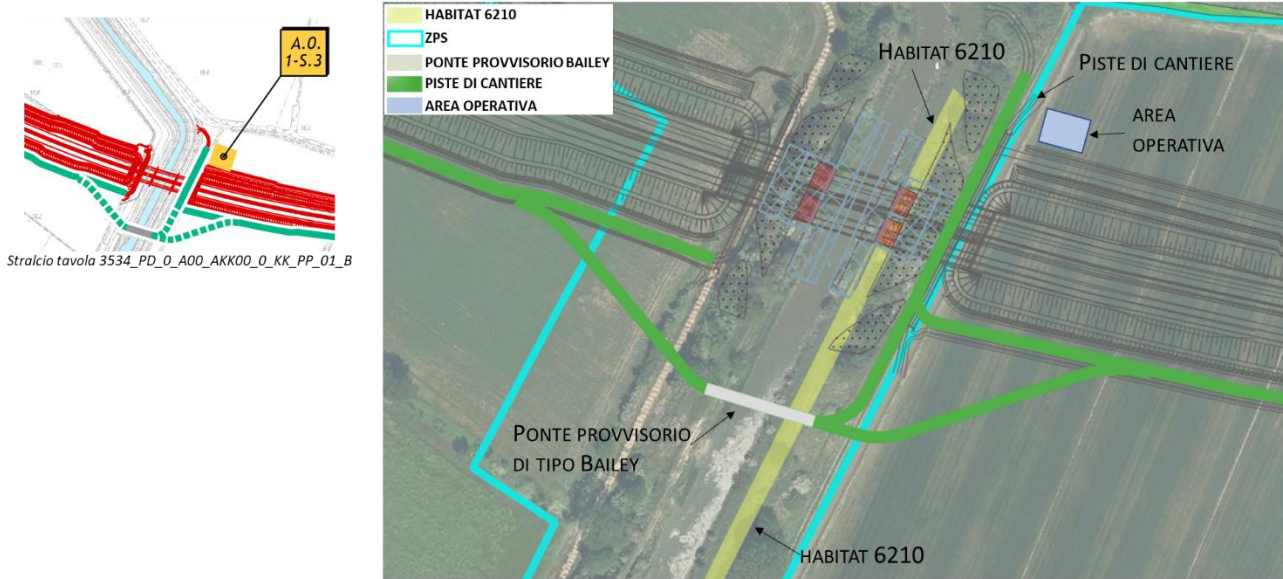 A.O.
1-S.3
Stralcio tavola 3534_PD_0_A00_AKK00_0_KK_PP_01_B
HABITAT 6210
ZPS
PONTE PROVVISORIO BAILEY
PISTE DI CANTIERE
AREA OPERATIVA
HABITAT 6210
PISTE DI CANTIERE
AREA
OPERATIVA
PONTE PROVVISORIO
DI TIPO BAILEY
HABITAT 6210